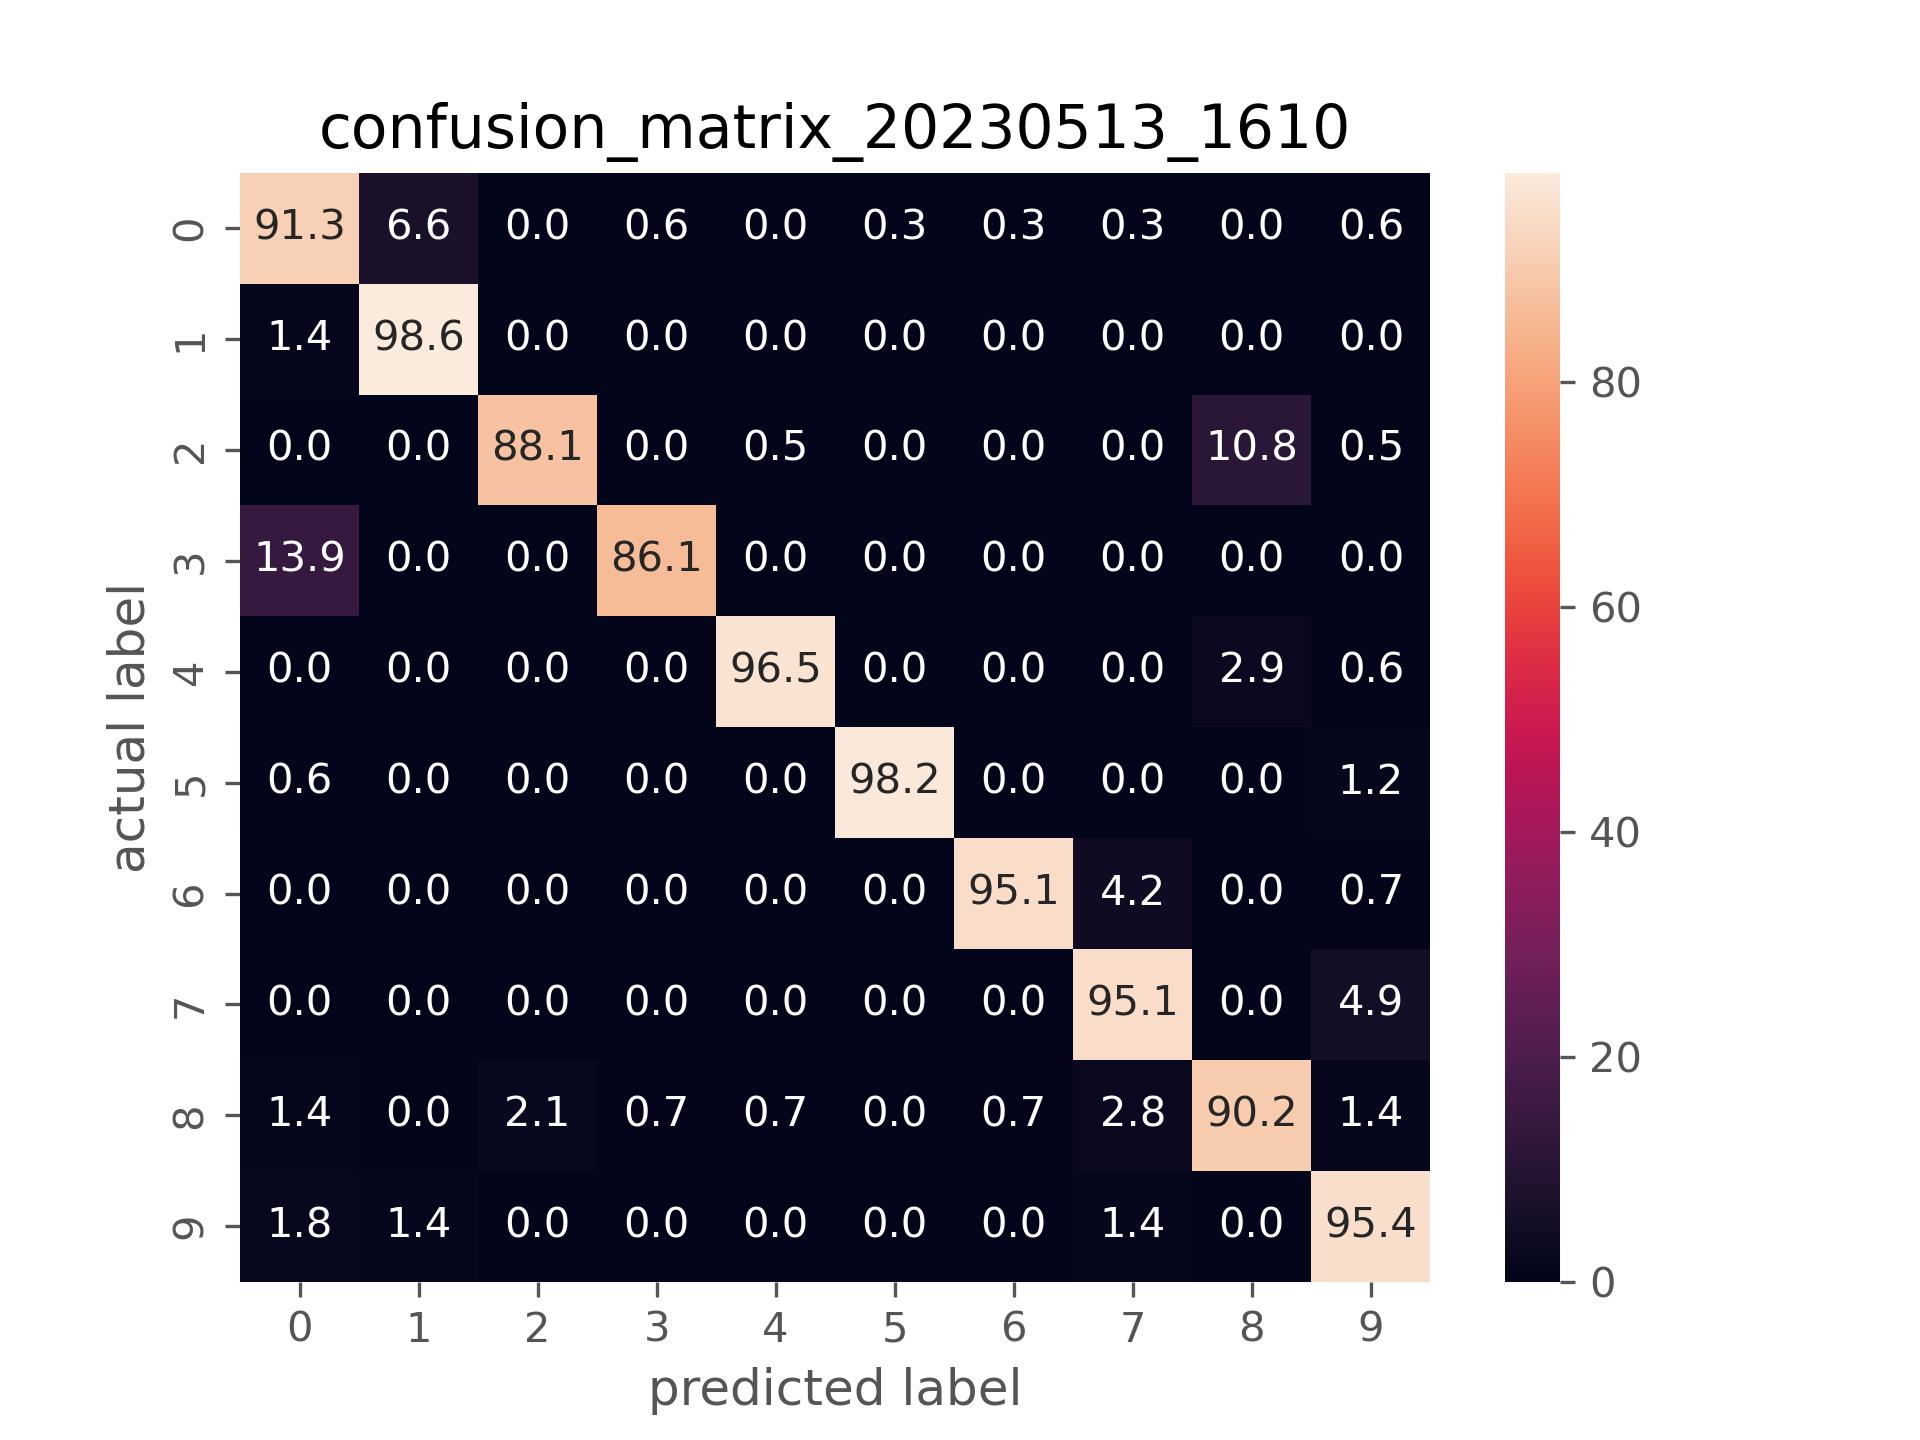 confusion_matrix_20230513_1610
0 91.3 6.6 0.0 0.6 0.0 0.3 0.3 0.3 0.0 0.6
1 1.4 98.6 0.0 0.0 0.0 0.0 0.0 0.0 0.0 0.0
80
2 0.0 0.0 88.1 0.0 0.5 0.0 0.0 0.0 10.8 0.5
3 13.9 0.0 0.0 86.1 0.0 0.0 0.0 0.0 0.0 0.0
60
4 0.0 0.0 0.0 0.0 96.5 0.0 0.0 0.0 2.9 0.6
actual label
5 0.6 0.0 0.0 0.0 0.0 98.2 0.0 0.0 0.0 1.2
40
6 0.0 0.0 0.0 0.0 0.0 0.0 95.1 4.2 0.0 0.7
7 0.0 0.0 0.0 0.0 0.0 0.0 0.0 95.1 0.0 4.9
20
8 1.4 0.0 2.1 0.7 0.7 0.0 0.7 2.8 90.2 1.4
9 1.8 1.4 0.0 0.0 0.0 0.0 0.0 1.4 0.0 95.4
0
0 1 2 3 4 5 6 7 8 9
predicted label